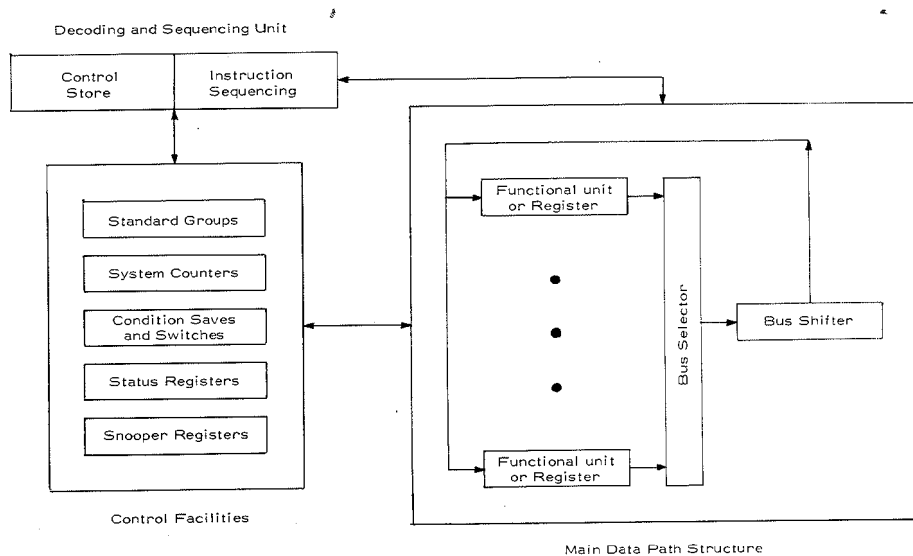 Decoding and Sequencing Unit
Control
Store
Instruction
Sequencing
Standard Groups
System Counters
Condition Saves
and Switches
Status Registers
Snooper Registers
Control Facilities
Functional unit
or Register
Bus Selector
Bus Shifter
Functional unit
or Register
Main Data Path Structure